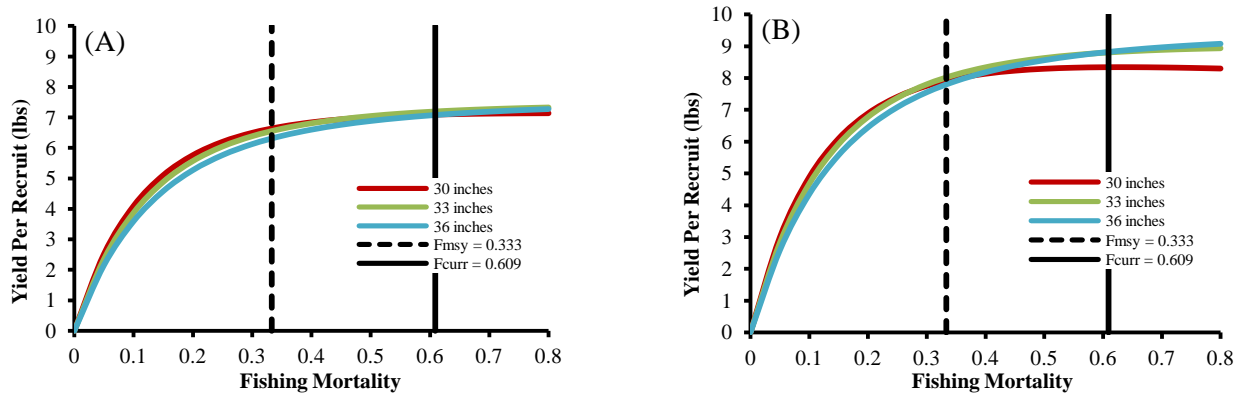 (A)
Yield Per Recruit (lbs)
10
9
8
7
6
5
4
3
2
1
0
30 inches
33 inches
36 inches
Fmsy = 0.333
Fcurr = 0.609
0 0.1 0.2 0.3 0.4 0.5 0.6 0.7 0.8
Fishing Mortality
(B)
Yield Per Recruit (lbs)
10
9
8
7
6
5
4
3
2
1
0
30 inches
33 inches
36 inches
Fmsy = 0.333
Fcurr = 0.609
0 0.1 0.2 0.3 0.4 0.5 0.6 0.7 0.8
Fishing Mortality